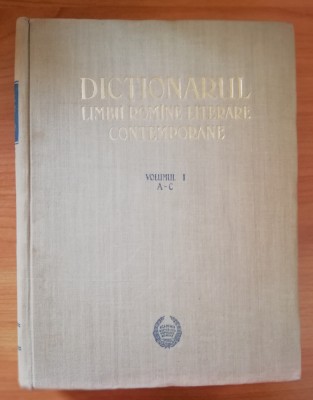 DICȚIONARUL
LIMBII ROMÎNE LITERARE
CONTEMPORANE
VOLUMUL I
A-C